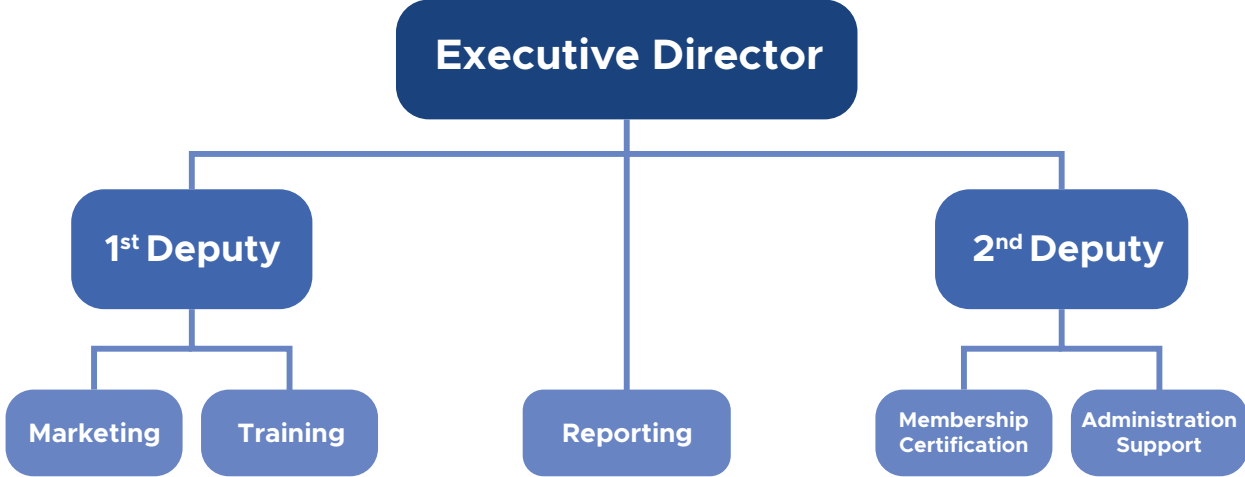 Executive Director
1st Deputy
2nd Deputy
Marketing
Training
Reporting
Membership
Certification
Administration
Support